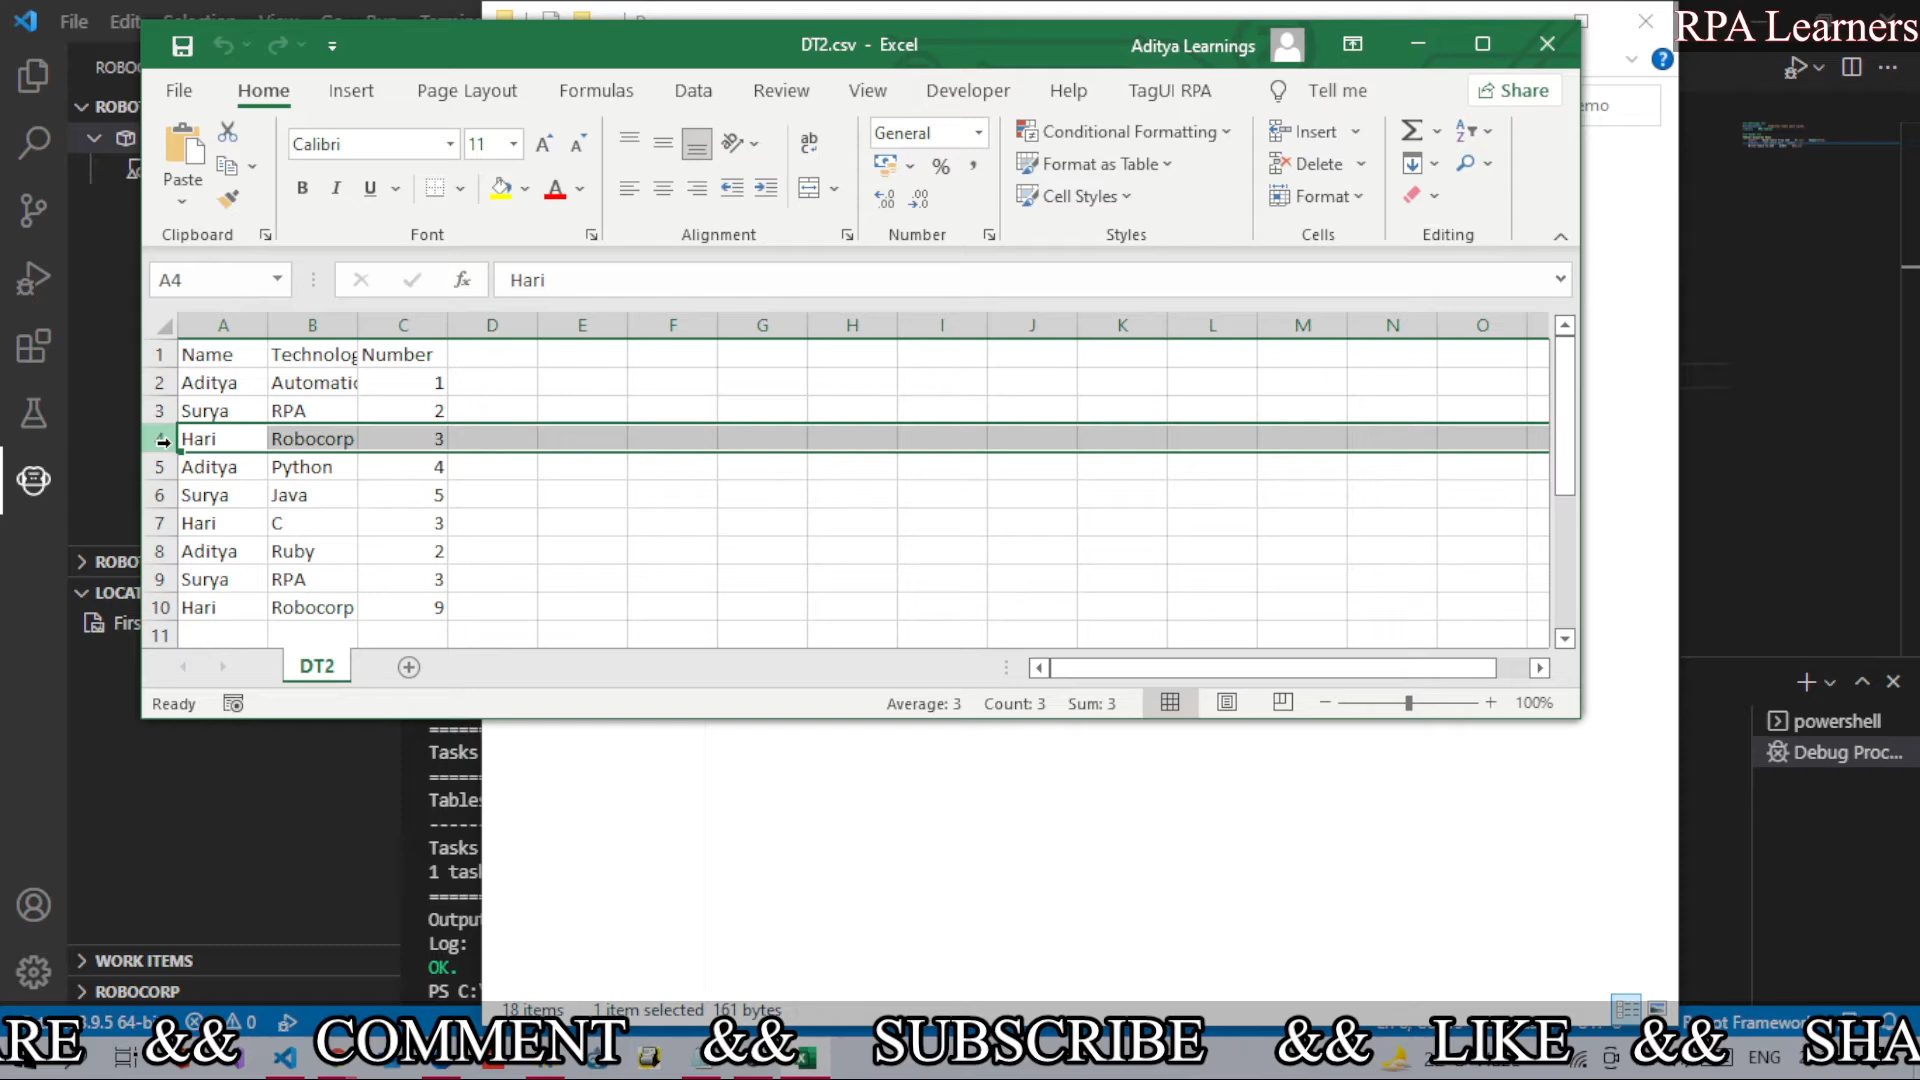 File
RPA Learners
DT2.csv - Excel
Aditya Learnings
File Home Insert Page Layout Formulas Data Review View Developer Help TagUI RPA Tell me Share
Paste
Calibri 11
General
Conditional Formatting
Format as Table
Cell Styles
Insert
Delete
Format
Clipboard Font Alignment Number Styles Cells Editing
A4 fx Hari
A B C D E F G H I J K L M N O
1 Name Technolog Number
2 Aditya Automatic 1
3 Surya RPA 2
4 Hari Robocorp 3
5 Aditya Python 4
6 Surya Java 5
7 Hari C 3
8 Aditya Ruby 2
9 Surya RPA 3
10 Hari Robocorp 9
11
DT2
Ready Average: 3 Count: 3 Sum: 3 100%
powershell
Debug Proc...
Tasks
Tables
Tasks
1 task
Output
Log:
OK.
PS C:\
WORK ITEMS
ROBOCORP
18 items 1 item selected 161 bytes
ARE && COMMENT && SUBSCRIBE && LIKE && SHA
ENG